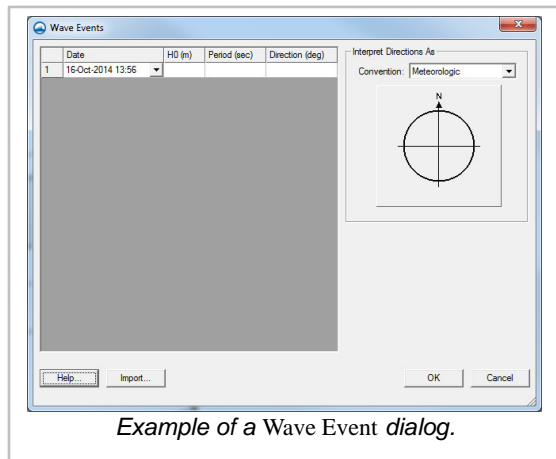 Wave Events
Date H0 (m) Period (sec) Direction (deg)
1 16-Oct-2014 13:56
Interpret Directions As
Convention: Meteorologic
N
Help... Import... OK Cancel
Example of a Wave Event dialog.